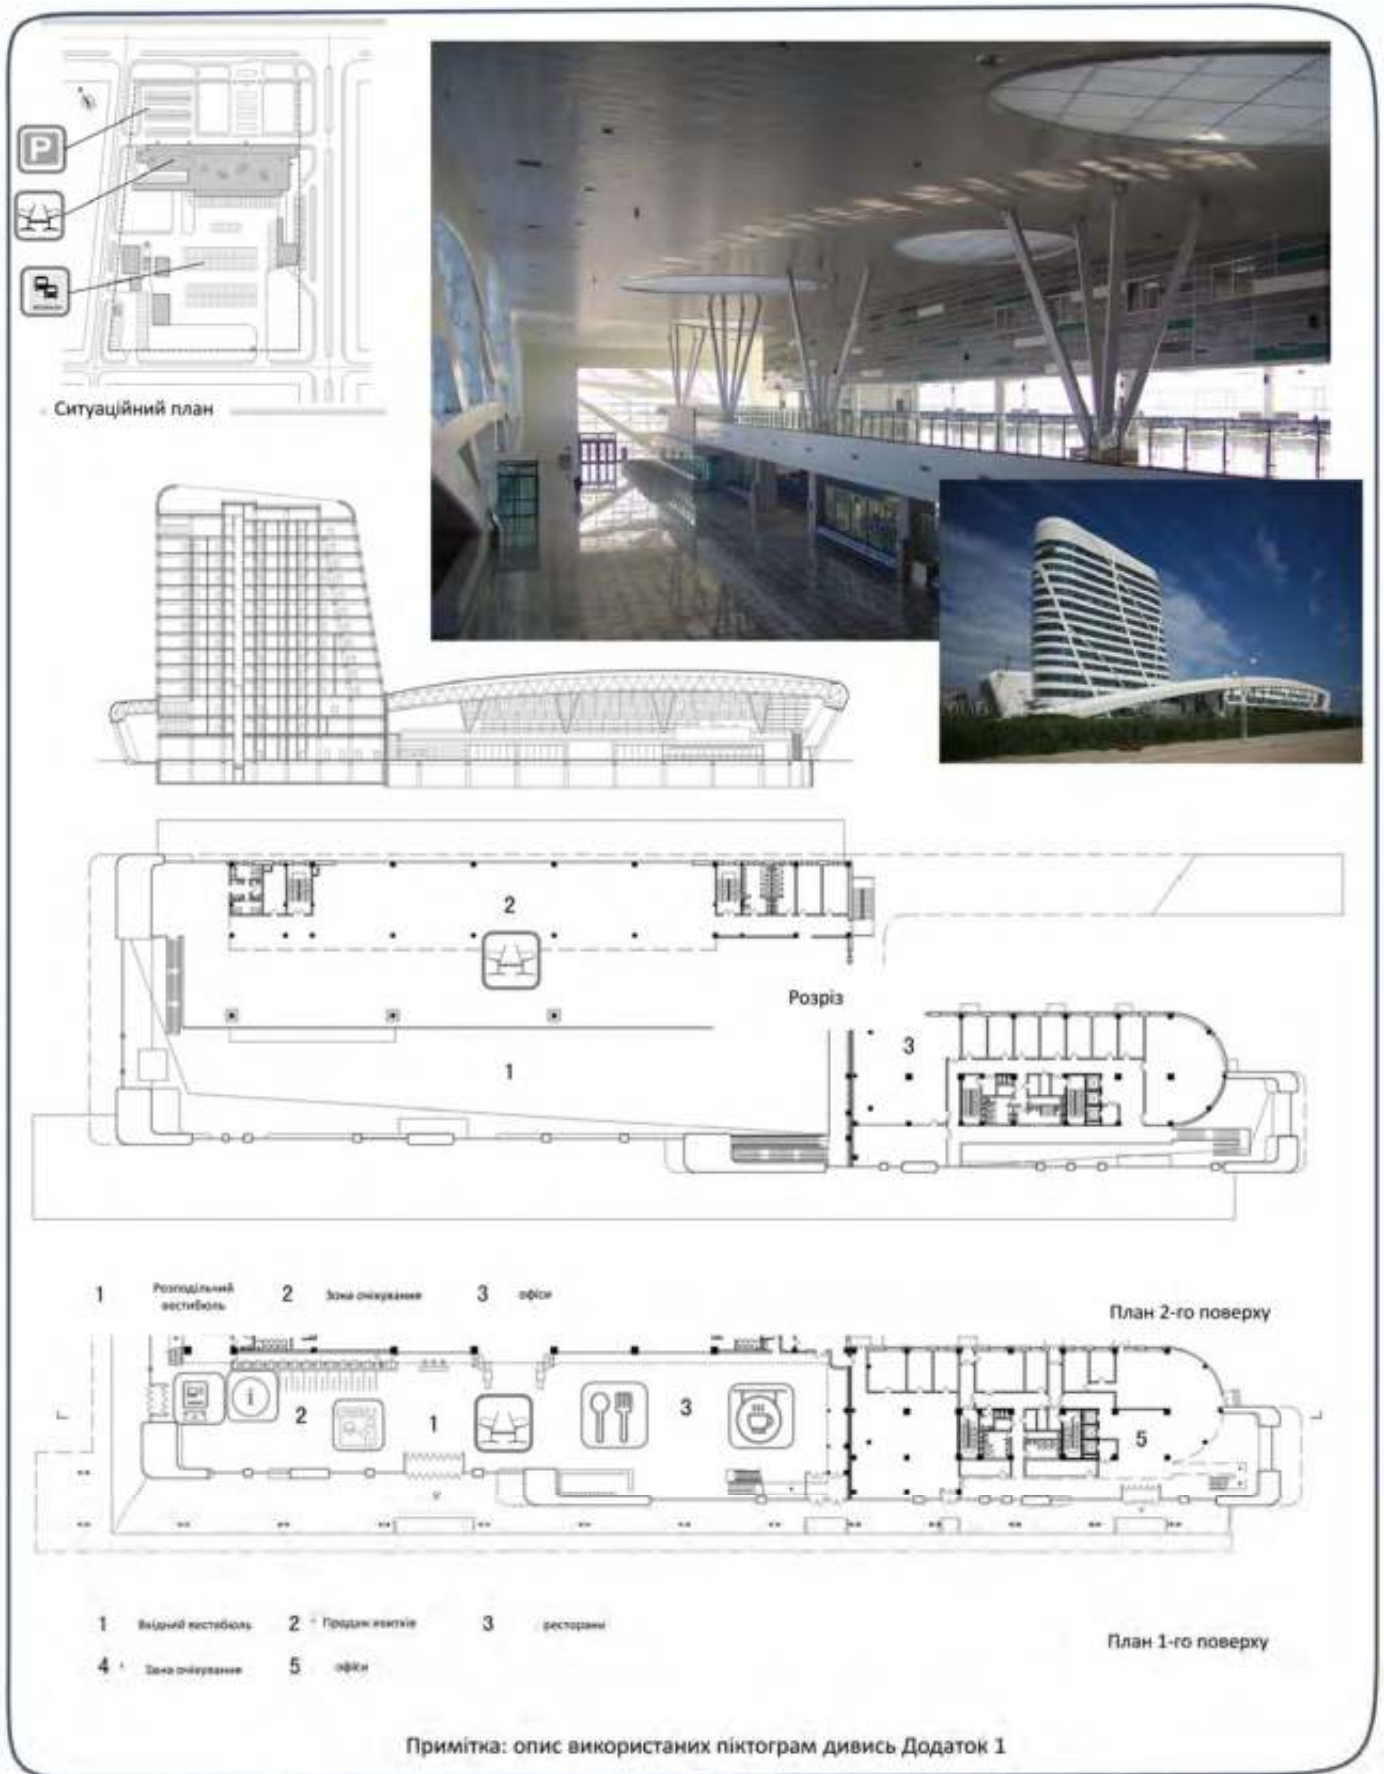 P
Ситуаційний план
2
Розріз
3
1
1 Розподільчий вестибюль 2 Зона очікування 3 офіси
План 2-го поверху
i
2
1
3
5
1 Вхідний вестибюль 2 Продаж квитків 3 ресторани
План 1-го поверху
4 Зона очікування 5 офіси
Примітка: опис використаних піктограм дивись Додаток 1